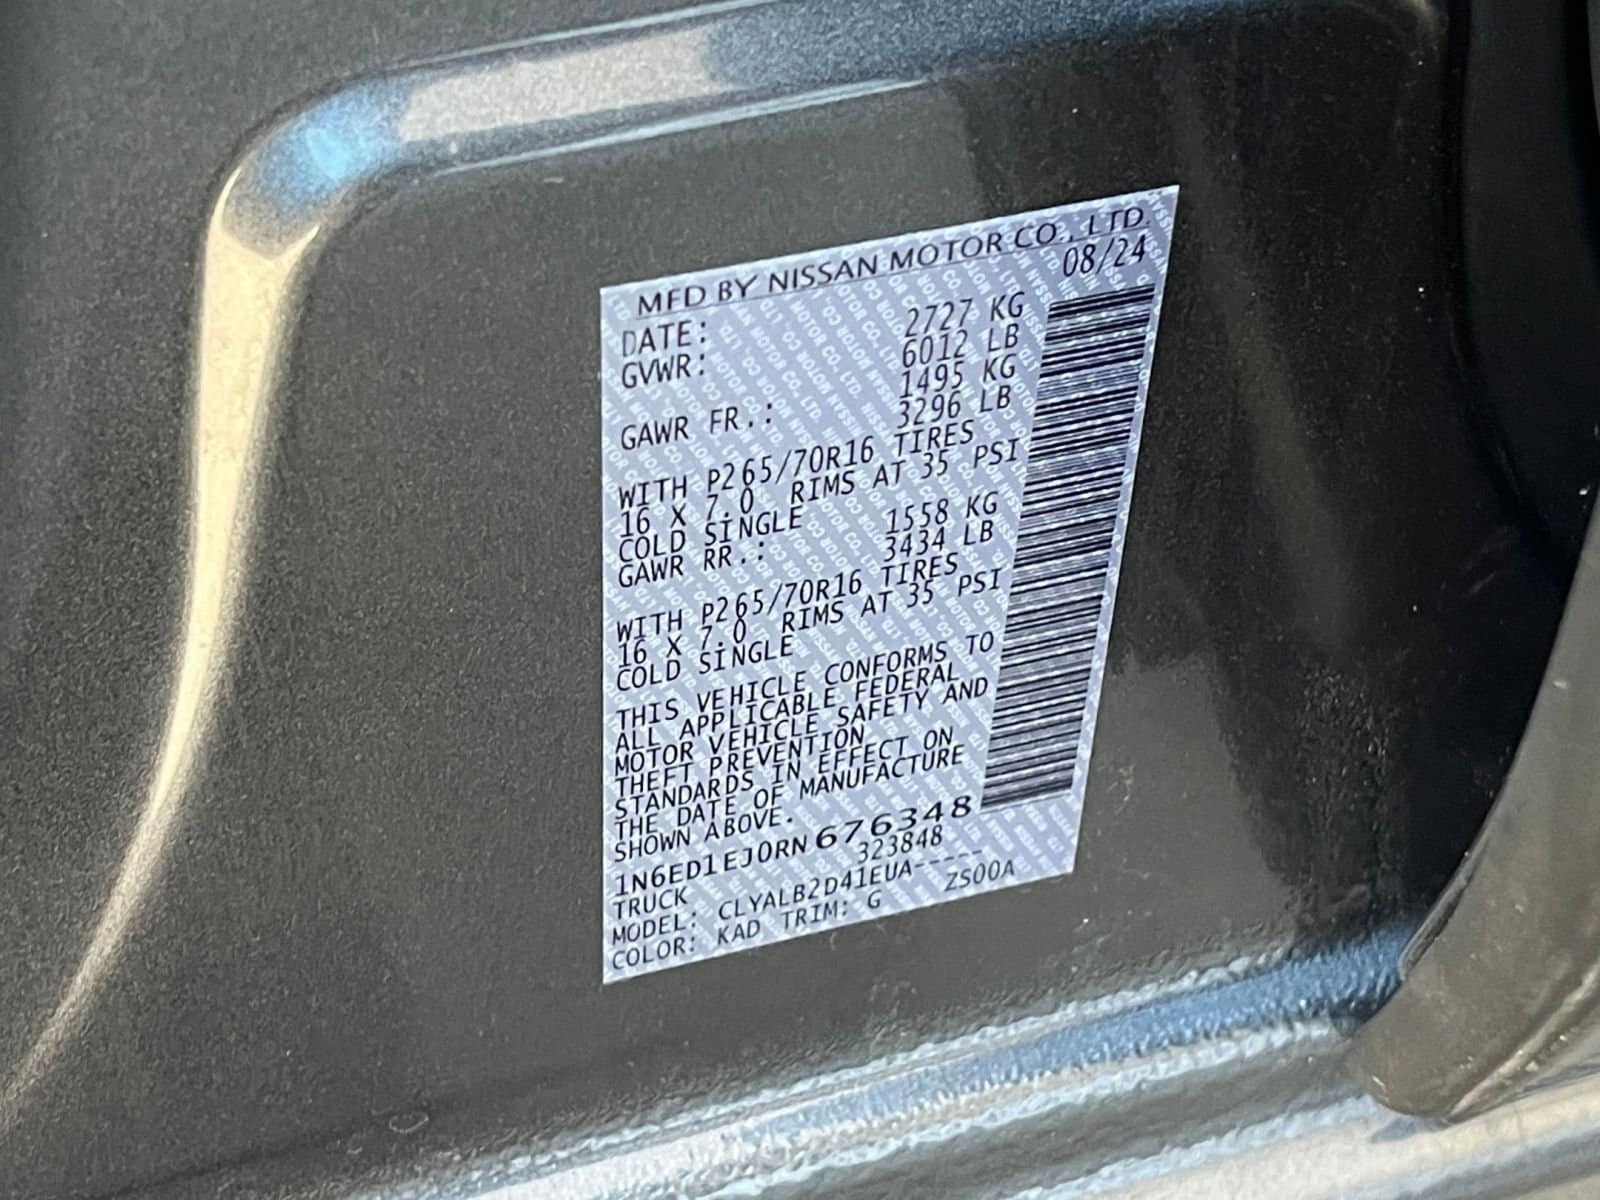 MFD BY NISSAN MOTOR CO., LTD.
DATE: 08/24
GVWR: 2727 KG
6012 LB
GAWR FR.: 1495 KG
3296 LB
WITH P265/70R16 TIRES
16 X 7.0 RIMS AT 35 PSI
COLD SINGLE
GAWR RR.: 1558 KG
3434 LB
WITH P265/70R16 TIRES
16 X 7.0 RIMS AT 35 PSI
COLD SINGLE
THIS VEHICLE CONFORMS TO
ALL APPLICABLE FEDERAL
MOTOR VEHICLE SAFETY AND
THEFT PREVENTION
STANDARDS IN EFFECT ON
THE DATE OF MANUFACTURE
SHOWN ABOVE.
1N6ED1EJ0RN676348
TRUCK 323848
MODEL: CLYALB2D41EUA-----
COLOR: KAD TRIM: G ZS00A